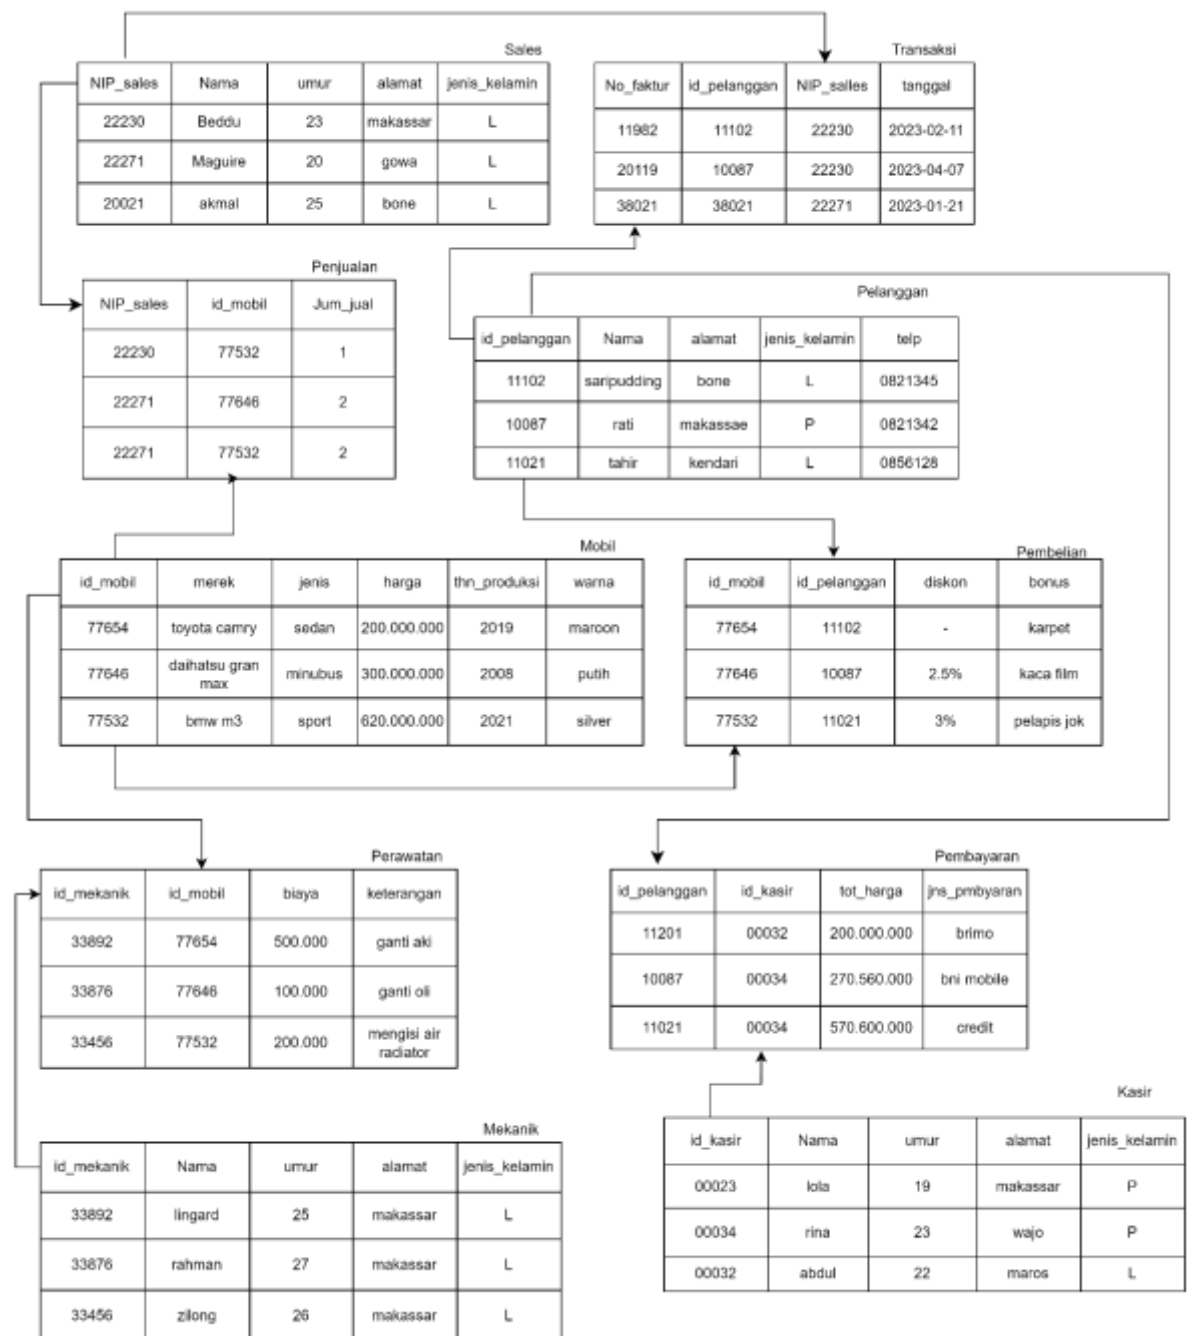 Sales
NIP_sales Nama umur alamat jenis_kelamin
22230 Beddu 23 makassar L
22271 Maguire 20 gowa L
20021 akmal 25 bone L
Transaksi
No_faktur id_pelanggan NIP_salles tanggal
11982 11102 22230 2023-02-11
20119 10087 22230 2023-04-07
38021 38021 22271 2023-01-21
Penjualan
NIP_sales id_mobil Jum_jual
22230 77532 1
22271 77646 2
22271 77532 2
Pelanggan
id_pelanggan Nama alamat jenis_kelamin telp
11102 saripudding bone L 0821345
10087 rati makassae P 0821342
11021 tahir kendari L 0856128
Mobil
id_mobil merek jenis harga thn_produksi warna
77654 toyota camry sedan 200.000.000 2019 maroon
77646 daihatsu gran max minubus 300.000.000 2008 putih
77532 bmw m3 sport 620.000.000 2021 silver
Pembelian
id_mobil id_pelanggan diskon bonus
77654 11102 - karpet
77646 10087 2.5% kaca film
77532 11021 3% pelapis jok
Perawatan
id_mekanik id_mobil biaya keterangan
33892 77654 500.000 ganti aki
33876 77646 100.000 ganti oli
33456 77532 200.000 mengisi air radiator
Pembayaran
id_pelanggan id_kasir tot_harga jns_pmbyaran
11201 00032 200.000.000 brimo
10087 00034 270.560.000 bni mobile
11021 00034 570.600.000 credit
Mekanik
id_mekanik Nama umur alamat jenis_kelamin
33892 lingard 25 makassar L
33876 rahman 27 makassar L
33456 zilong 26 makassar L
Kasir
id_kasir Nama umur alamat jenis_kelamin
00023 lola 19 makassar P
00034 rina 23 wajo P
00032 abdul 22 maros L